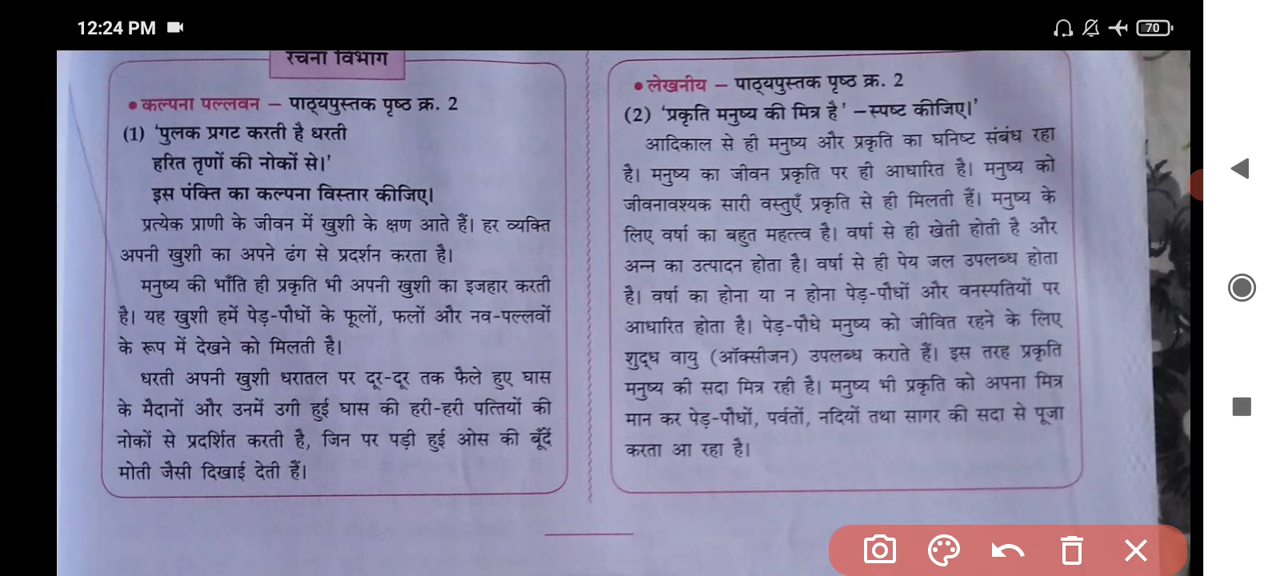 12:24 PM
70
रचना विभाग
• कल्पना पल्लवन – पाठ्यपुस्तक पृष्ठ क्र. 2
(1) ‘पुलक प्रगट करती है धरती
हरित तृणों की नोकों से।’
इस पंक्ति का कल्पना विस्तार कीजिए।
प्रत्येक प्राणी के जीवन में खुशी के क्षण आते हैं। हर व्यक्ति
अपनी खुशी का अपने ढंग से प्रदर्शन करता है।
मनुष्य की भाँति ही प्रकृति भी अपनी खुशी का इजहार करती
है। यह खुशी हमें पेड़-पौधों के फूलों, फलों और नव-पल्लवों
के रूप में देखने को मिलती है।
धरती अपनी खुशी धरातल पर दूर-दूर तक फैले हुए घास
के मैदानों और उनमें उगी हुई घास की हरी-हरी पत्तियों की
नोकों से प्रदर्शित करती है, जिन पर पड़ी हुई ओस की बूँदें
मोती जैसी दिखाई देती हैं।
• लेखनीय – पाठ्यपुस्तक पृष्ठ क्र. 2
(2) ‘प्रकृति मनुष्य की मित्र है’ –स्पष्ट कीजिए।’
आदिकाल से ही मनुष्य और प्रकृति का घनिष्ट संबंध रहा
है। मनुष्य का जीवन प्रकृति पर ही आधारित है। मनुष्य को
जीवनावश्यक सारी वस्तुएँ प्रकृति से ही मिलती हैं। मनुष्य के
लिए वर्षा का बहुत महत्त्व है। वर्षा से ही खेती होती है और
अन्न का उत्पादन होता है। वर्षा से ही पेय जल उपलब्ध होता
है। वर्षा का होना या न होना पेड़-पौधों और वनस्पतियों पर
आधारित होता है। पेड़-पौधे मनुष्य को जीवित रहने के लिए
शुद्ध वायु (ऑक्सीजन) उपलब्ध कराते हैं। इस तरह प्रकृति
मनुष्य की सदा मित्र रही है। मनुष्य भी प्रकृति को अपना मित्र
मान कर पेड़-पौधों, पर्वतों, नदियों तथा सागर की सदा से पूजा
करता आ रहा है।